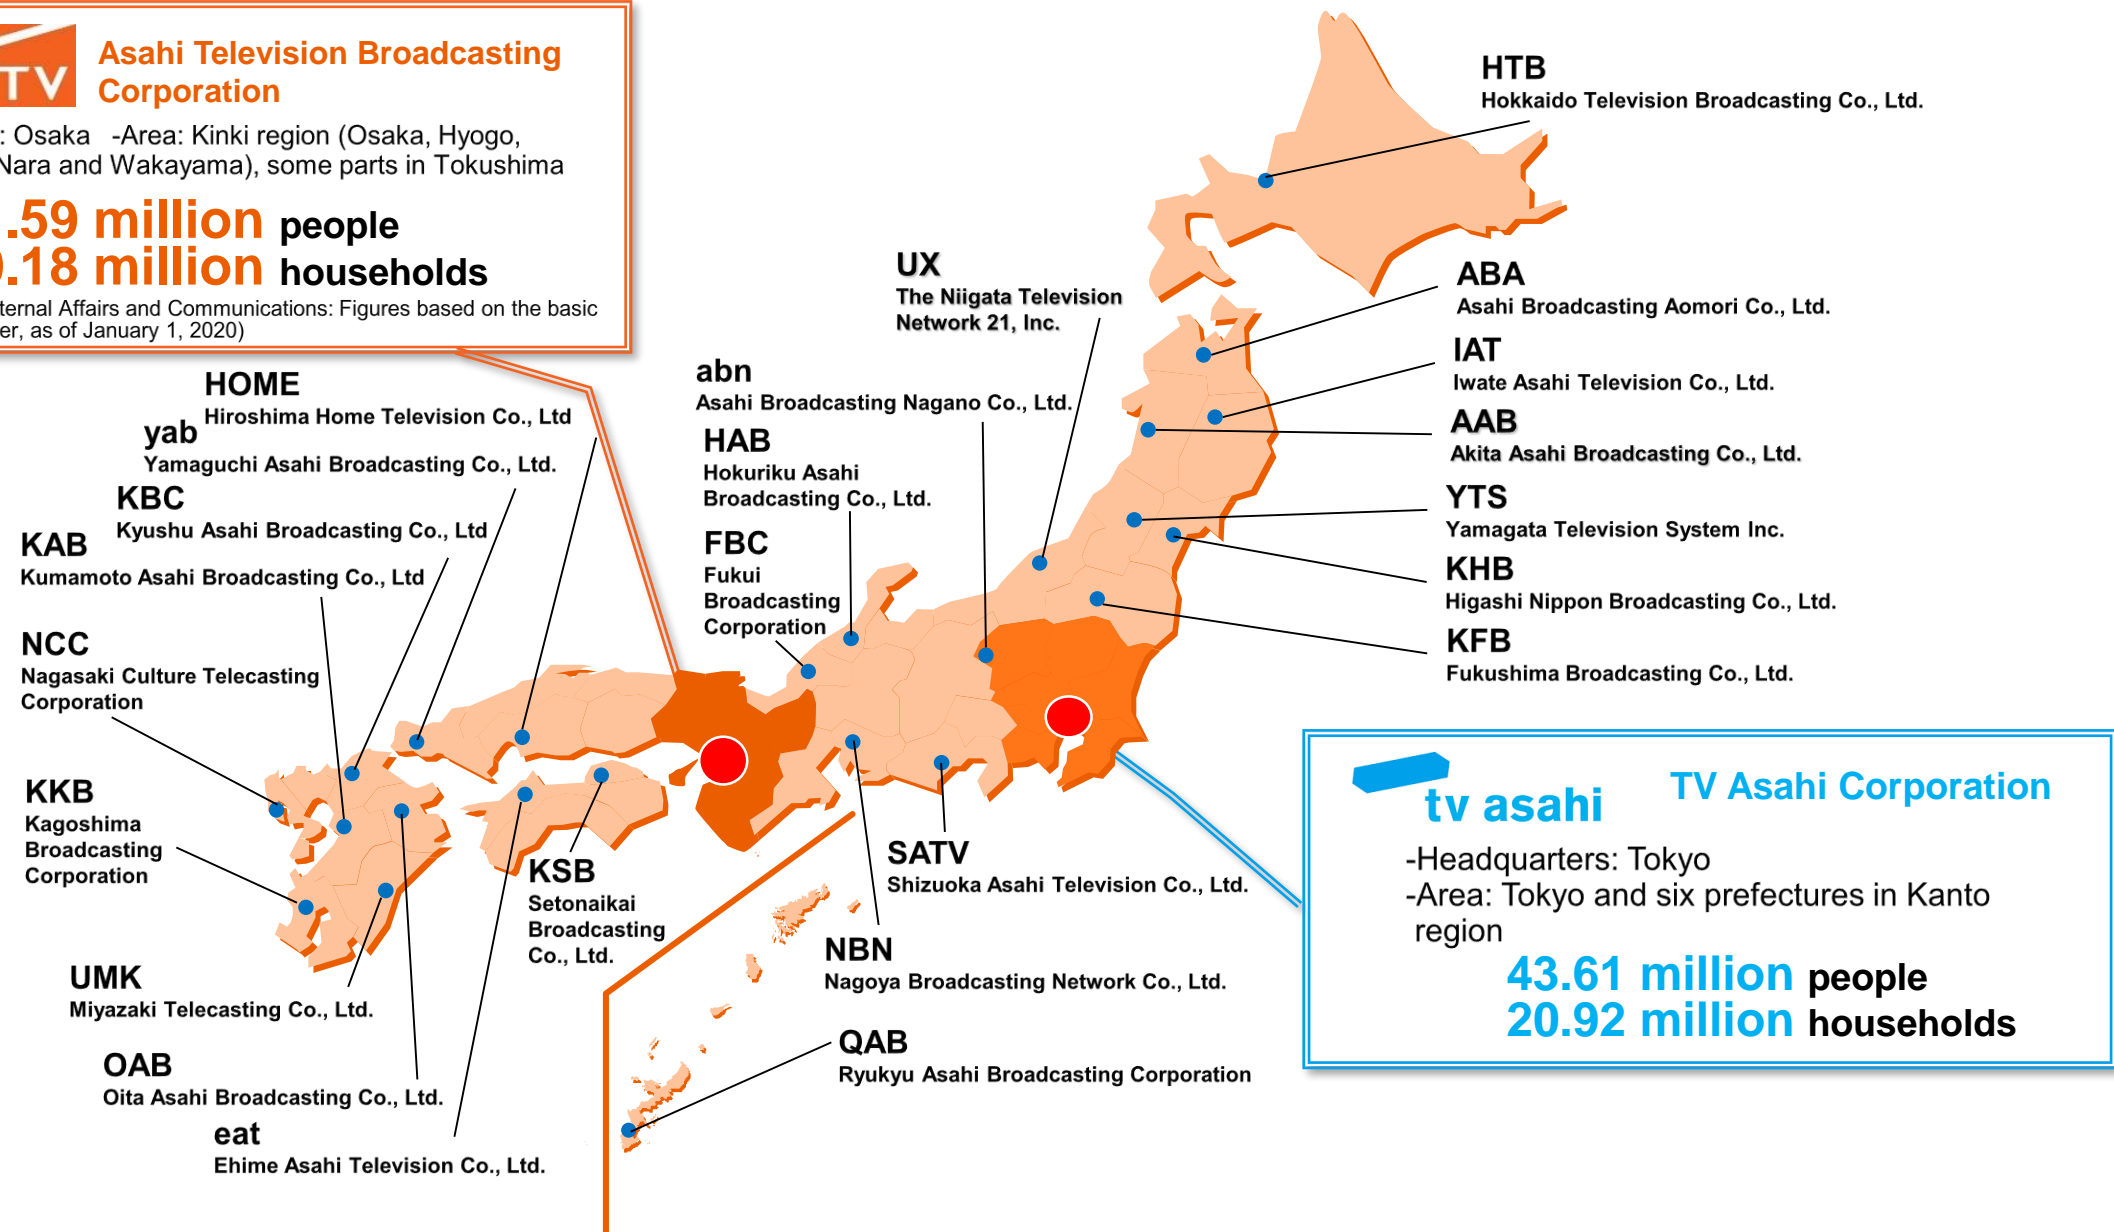 TV
Asahi Television Broadcasting
Corporation
: Osaka -Area: Kinki region (Osaka, Hyogo,
Nara and Wakayama), some parts in Tokushima
.59 million people
.18 million households
ternal Affairs and Communications: Figures based on the basic
er, as of January 1, 2020)
HOME
Hiroshima Home Television Co., Ltd
yab
Yamaguchi Asahi Broadcasting Co., Ltd.
KBC
Kyushu Asahi Broadcasting Co., Ltd
KAB
Kumamoto Asahi Broadcasting Co., Ltd
NCC
Nagasaki Culture Telecasting
Corporation
KKB
Kagoshima
Broadcasting
Corporation
UMK
Miyazaki Telecasting Co., Ltd.
OAB
Oita Asahi Broadcasting Co., Ltd.
eat
Ehime Asahi Television Co., Ltd.
KSB
Setonaikai
Broadcasting
Co., Ltd.
UX
The Niigata Television
Network 21, Inc.
abn
Asahi Broadcasting Nagano Co., Ltd.
HAB
Hokuriku Asahi
Broadcasting Co., Ltd.
FBC
Fukui
Broadcasting
Corporation
SATV
Shizuoka Asahi Television Co., Ltd.
NBN
Nagoya Broadcasting Network Co., Ltd.
QAB
Ryukyu Asahi Broadcasting Corporation
HTB
Hokkaido Television Broadcasting Co., Ltd.
ABA
Asahi Broadcasting Aomori Co., Ltd.
IAT
Iwate Asahi Television Co., Ltd.
AAB
Akita Asahi Broadcasting Co., Ltd.
YTS
Yamagata Television System Inc.
KHB
Higashi Nippon Broadcasting Co., Ltd.
KFB
Fukushima Broadcasting Co., Ltd.
tv asahi
TV Asahi Corporation
-Headquarters: Tokyo
-Area: Tokyo and six prefectures in Kanto
region
43.61 million people
20.92 million households